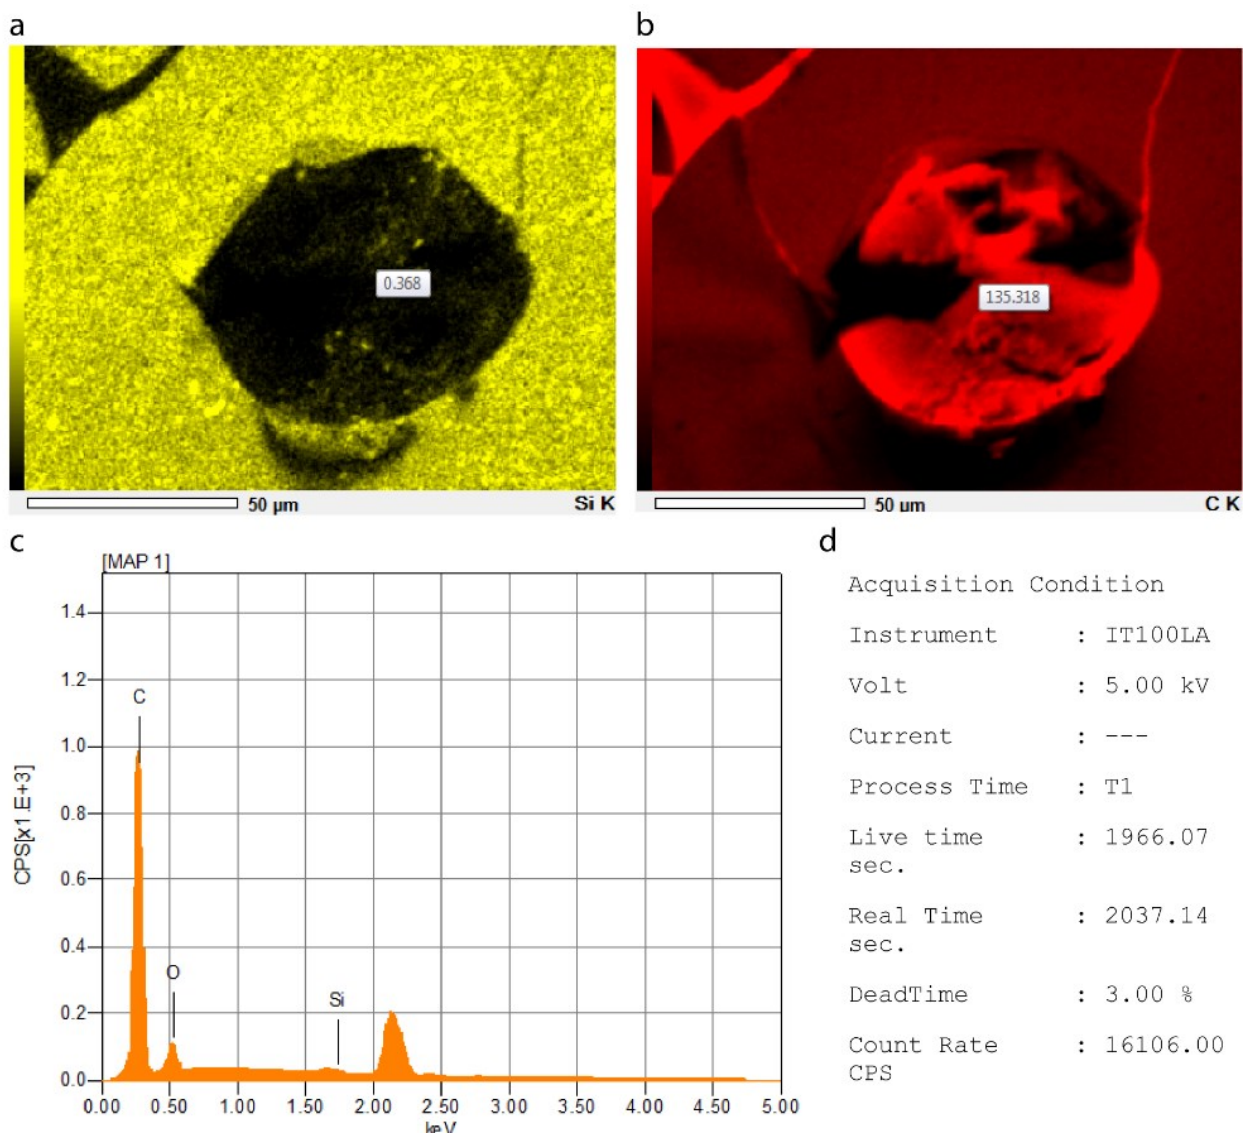 a
b
0.368
135.318
50 µm
Si K
50 µm
C K
c
[MAP 1]
CPS[x1.E+3]
1.4
1.2
1.0
0.8
0.6
0.4
0.2
0.0
C
O
Si
0.00 0.50 1.00 1.50 2.00 2.50 3.00 3.50 4.00 4.50 5.00
keV
d
Acquisition Condition
Instrument : IT100LA
Volt : 5.00 kV
Current : ---
Process Time : T1
Live time : 1966.07
sec.
Real Time : 2037.14
sec.
DeadTime : 3.00 %
Count Rate : 16106.00
CPS